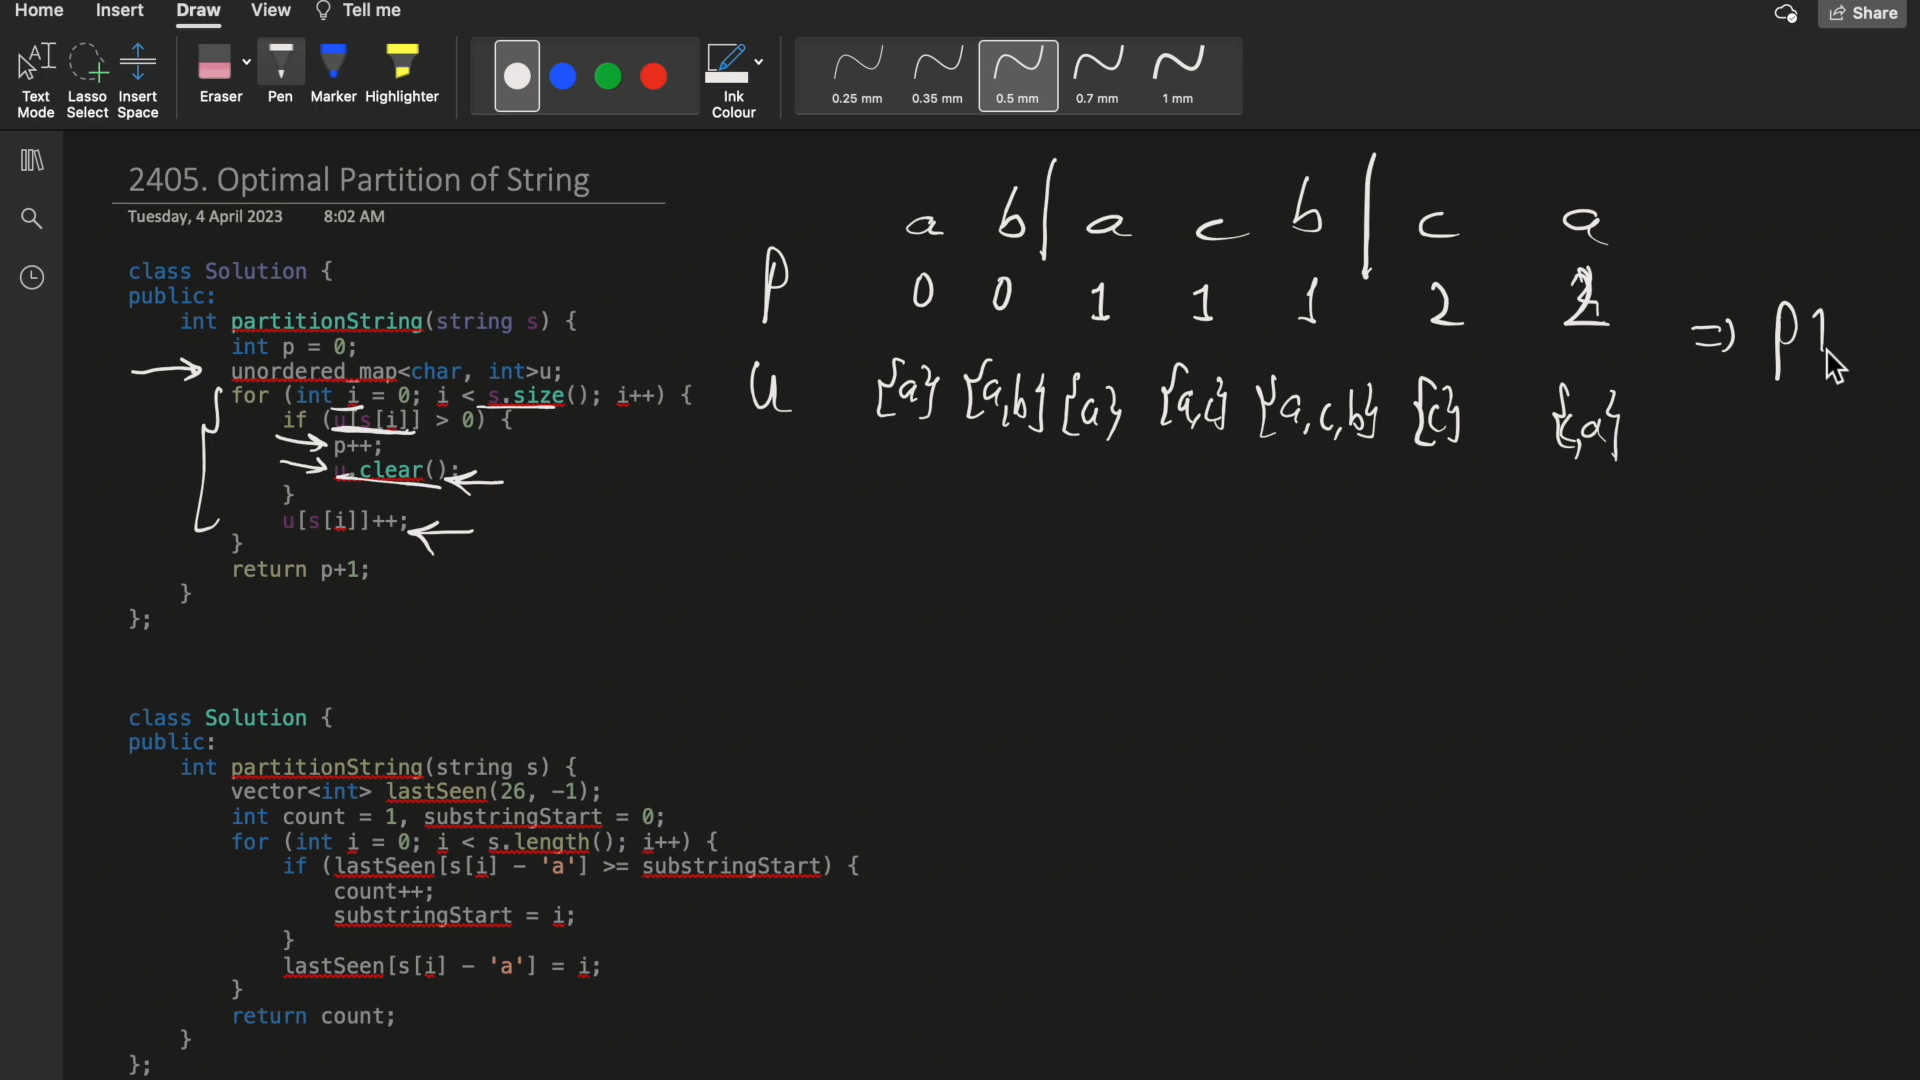 Home Insert Draw View Tell me Share
Text Mode Lasso Select Insert Space Eraser Pen Marker Highlighter Ink Colour 0.25 mm 0.35 mm 0.5 mm 0.7 mm 1 mm
2405. Optimal Partition of String
Tuesday, 4 April 2023 8:02 AM
class Solution {
public:
int partitionString(string s) {
int p = 0;
unordered_map<char, int>u;
for (int i = 0; i < s.size(); i++) {
if (u[s[i]] > 0) {
p++;
u.clear();
}
u[s[i]]++;
}
return p+1;
}
};
a b | a c b | c a
P 0 0 1 1 1 2 2 => P1
u {a} {a,b} {a} {a,c} {a,c,b} {c} {c,a}
class Solution {
public:
int partitionString(string s) {
vector<int> lastSeen(26, -1);
int count = 1, substringStart = 0;
for (int i = 0; i < s.length(); i++) {
if (lastSeen[s[i] - 'a'] >= substringStart) {
count++;
substringStart = i;
}
lastSeen[s[i] - 'a'] = i;
}
return count;
}
};